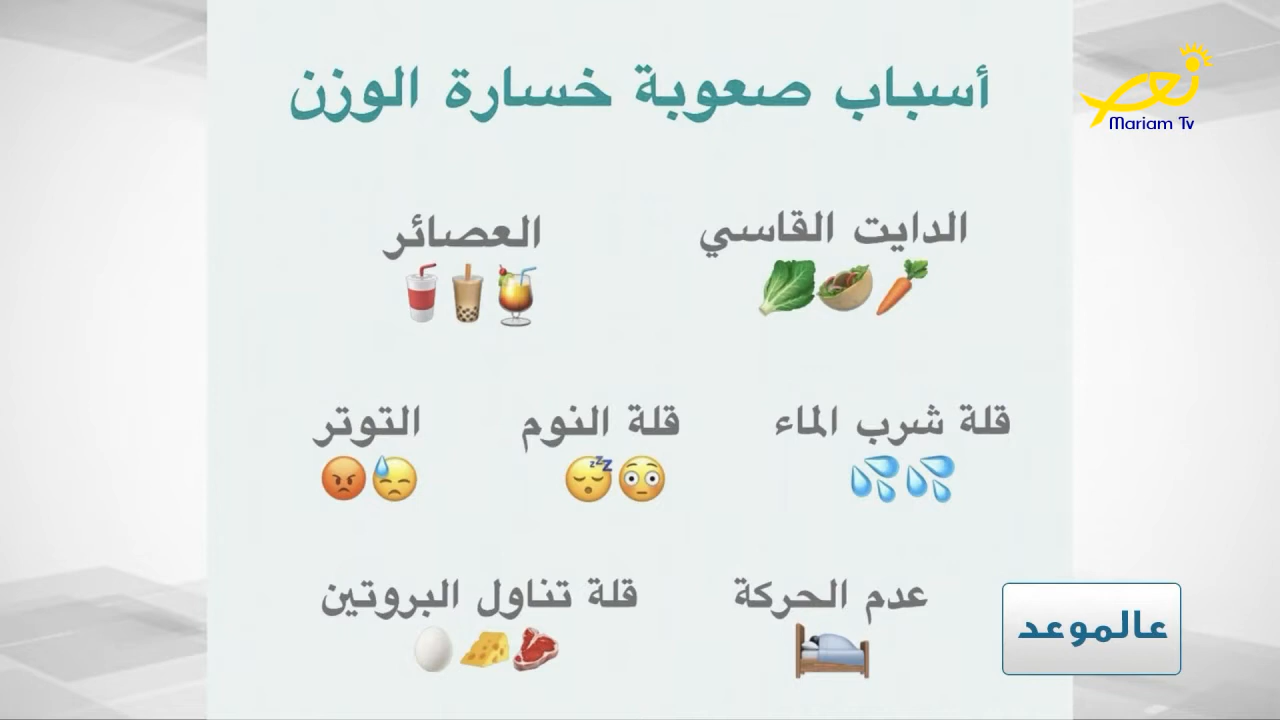 أسباب صعوبة خسارة الوزن
Mariam Tv
الدايت القاسي
العصائر
قلة شرب الماء
قلة النوم
التوتر
عدم الحركة
قلة تناول البروتين
عالموعد